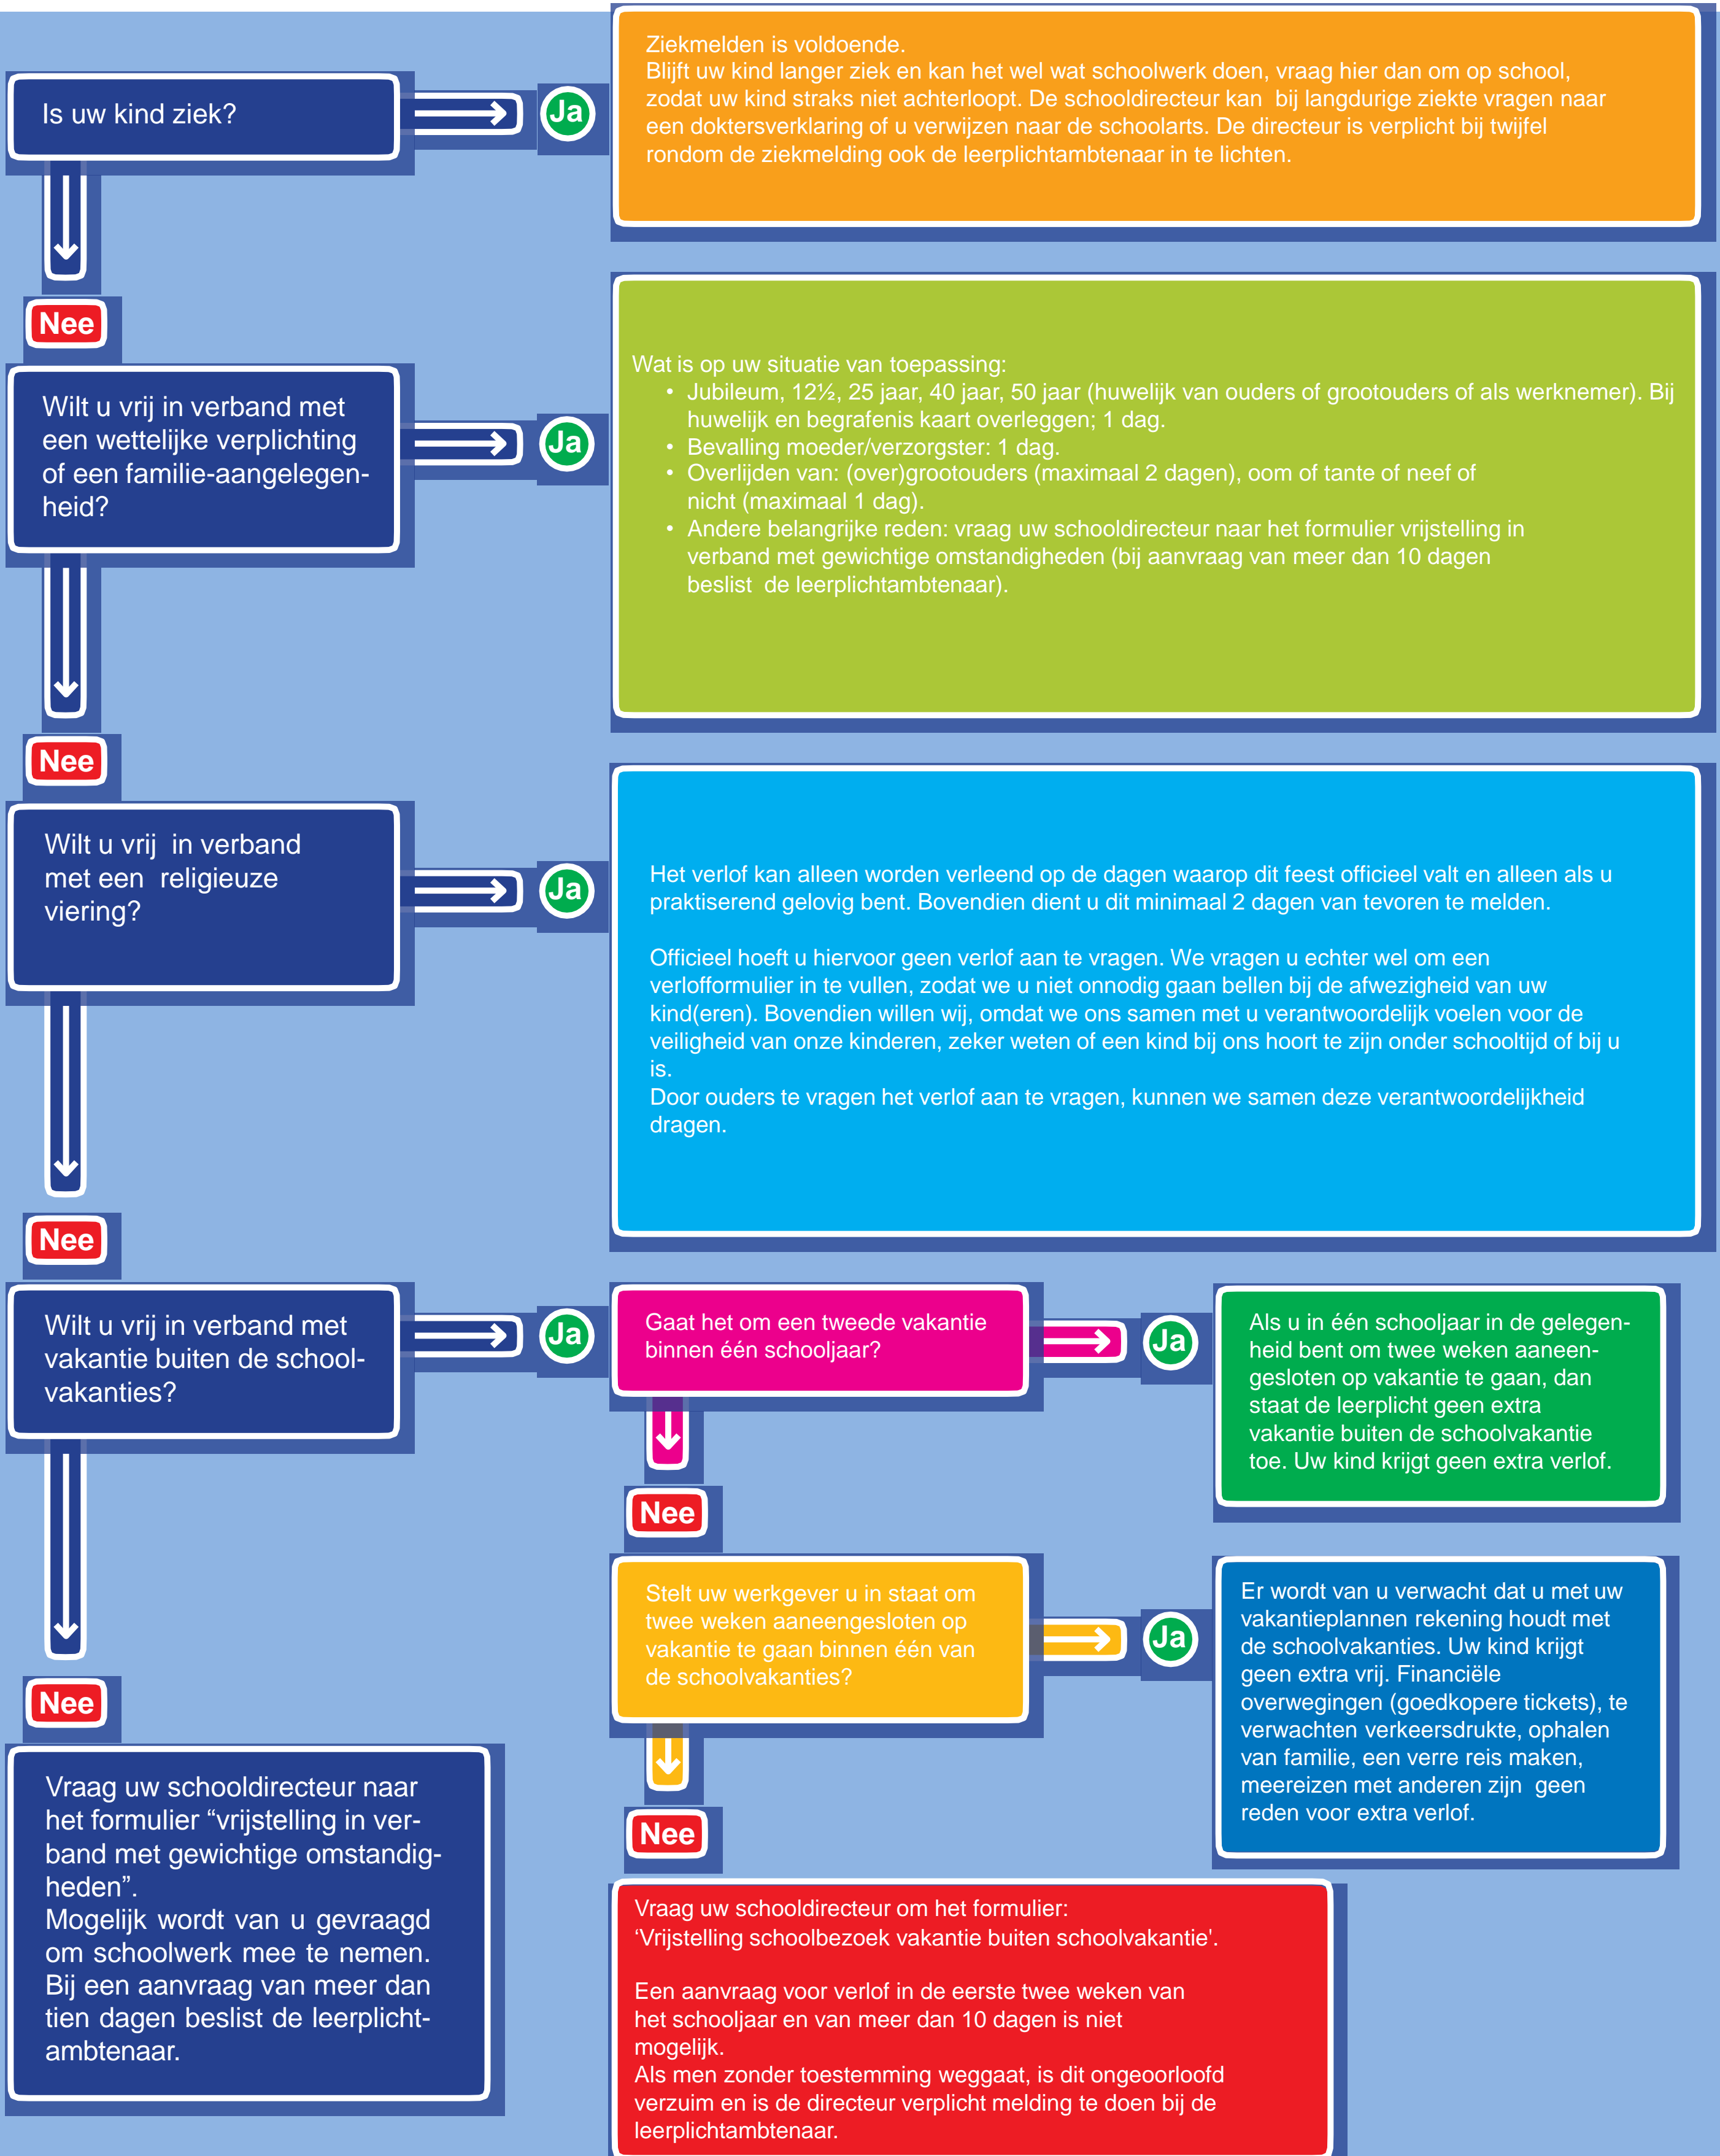 Is uw kind ziek?
Ja
Ziekmelden is voldoende.
Blijft uw kind langer ziek en kan het wel wat schoolwerk doen, vraag hier dan om op school,
zodat uw kind straks niet achterloopt. De schooldirecteur kan  bij langdurige ziekte vragen naar
een doktersverklaring of u verwijzen naar de schoolarts. De directeur is verplicht bij twijfel
rondom de ziekmelding ook de leerplichtambtenaar in te lichten.
Nee
Wilt u vrij in verband met
een wettelijke verplichting
of een familie-aangelegen-
heid?
Ja
Wat is op uw situatie van toepassing:
• Jubileum, 12½, 25 jaar, 40 jaar, 50 jaar (huwelijk van ouders of grootouders of als werknemer). Bij
huwelijk en begrafenis kaart overleggen; 1 dag.
• Bevalling moeder/verzorgster: 1 dag.
• Overlijden van: (over)grootouders (maximaal 2 dagen), oom of tante of neef of
nicht (maximaal 1 dag).
• Andere belangrijke reden: vraag uw schooldirecteur naar het formulier vrijstelling in
verband met gewichtige omstandigheden (bij aanvraag van meer dan 10 dagen
beslist  de leerplichtambtenaar).
Nee
Wilt u vrij  in verband
met een  religieuze
viering?
Ja
Het verlof kan alleen worden verleend op de dagen waarop dit feest officieel valt en alleen als u
praktiserend gelovig bent. Bovendien dient u dit minimaal 2 dagen van tevoren te melden.
Officieel hoeft u hiervoor geen verlof aan te vragen. We vragen u echter wel om een
verlofformulier in te vullen, zodat we u niet onnodig gaan bellen bij de afwezigheid van uw
kind(eren). Bovendien willen wij, omdat we ons samen met u verantwoordelijk voelen voor de
veiligheid van onze kinderen, zeker weten of een kind bij ons hoort te zijn onder schooltijd of bij u
is.
Door ouders te vragen het verlof aan te vragen, kunnen we samen deze verantwoordelijkheid
dragen.
Nee
Wilt u vrij in verband met
vakantie buiten de school-
vakanties?
Ja
Gaat het om een tweede vakantie
binnen één schooljaar?
Ja
Als u in één schooljaar in de gelegen-
heid bent om twee weken aaneen-
gesloten op vakantie te gaan, dan
staat de leerplicht geen extra
vakantie buiten de schoolvakantie
toe. Uw kind krijgt geen extra verlof.
Nee
Stelt uw werkgever u in staat om
twee weken aaneengesloten op
vakantie te gaan binnen één van
de schoolvakanties?
Ja
Er wordt van u verwacht dat u met uw
vakantieplannen rekening houdt met
de schoolvakanties. Uw kind krijgt
geen extra vrij. Financiële
overwegingen (goedkopere tickets), te
verwachten verkeersdrukte, ophalen
van familie, een verre reis maken,
meereizen met anderen zijn  geen
reden voor extra verlof.
Nee
Vraag uw schooldirecteur naar
het formulier “vrijstelling in ver-
band met gewichtige omstandig-
heden”.
Mogelijk wordt van u gevraagd
om schoolwerk mee te nemen.
Bij een aanvraag van meer dan
tien dagen beslist de leerplicht-
ambtenaar.
Nee
Vraag uw schooldirecteur om het formulier:
‘Vrijstelling schoolbezoek vakantie buiten schoolvakantie'.
Een aanvraag voor verlof in de eerste twee weken van
het schooljaar en van meer dan 10 dagen is niet
mogelijk.
Als men zonder toestemming weggaat, is dit ongeoorloofd
verzuim en is de directeur verplicht melding te doen bij de
leerplichtambtenaar.